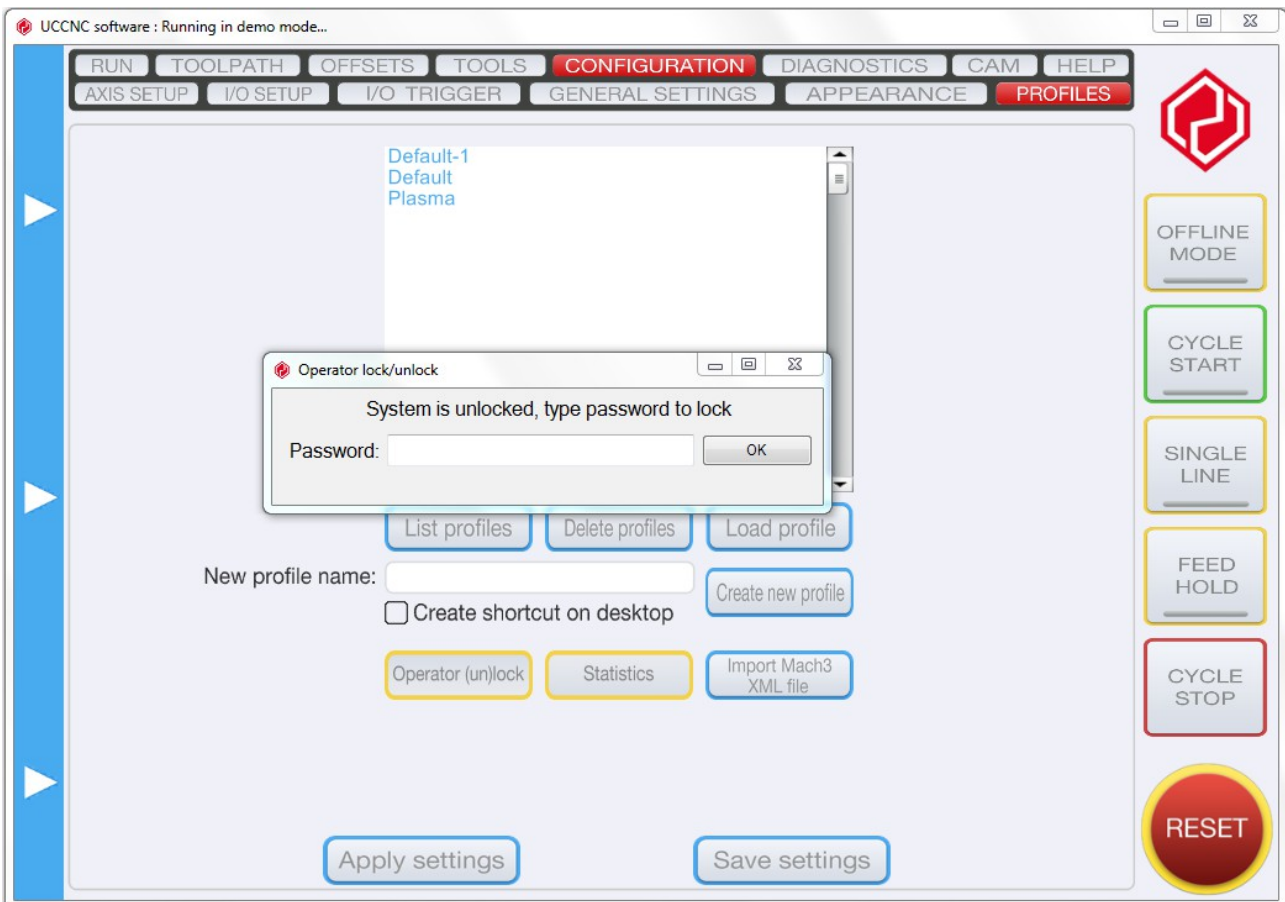 UCCNC software : Running in demo mode...
RUN TOOLPATH OFFSETS TOOLS CONFIGURATION DIAGNOSTICS CAM HELP
AXIS SETUP I/O SETUP I/O TRIGGER GENERAL SETTINGS APPEARANCE PROFILES
Default-1
Default
Plasma
Operator lock/unlock
System is unlocked, type password to lock
Password: OK
List profiles Delete profiles Load profile
New profile name:
Create new profile
Create shortcut on desktop
Operator (un)lock Statistics Import Mach3
XML file
Apply settings Save settings
OFFLINE
MODE
CYCLE
START
SINGLE
LINE
FEED
HOLD
CYCLE
STOP
RESET